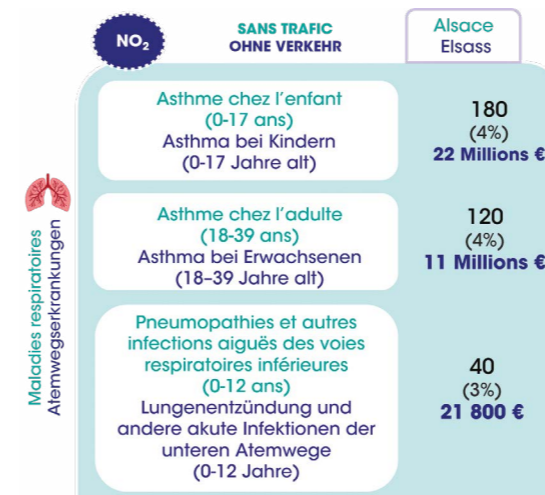 NO₂
SANS TRAFIC
OHNE VERKEHR
Alsace
Elsass
Maladies respiratoires
Atemwegserkrankungen
Asthme chez l'enfant
(0-17 ans)
Asthma bei Kindern
(0-17 Jahre alt)
180
(4%)
22 Millions €
Asthme chez l'adulte
(18-39 ans)
Asthma bei Erwachsenen
(18–39 Jahre alt)
120
(4%)
11 Millions €
Pneumopathies et autres
infections aiguës des voies
respiratoires inférieures
(0-12 ans)
Lungenentzündung und
andere akute Infektionen der
unteren Atemwege
(0-12 Jahre)
40
(3%)
21 800 €